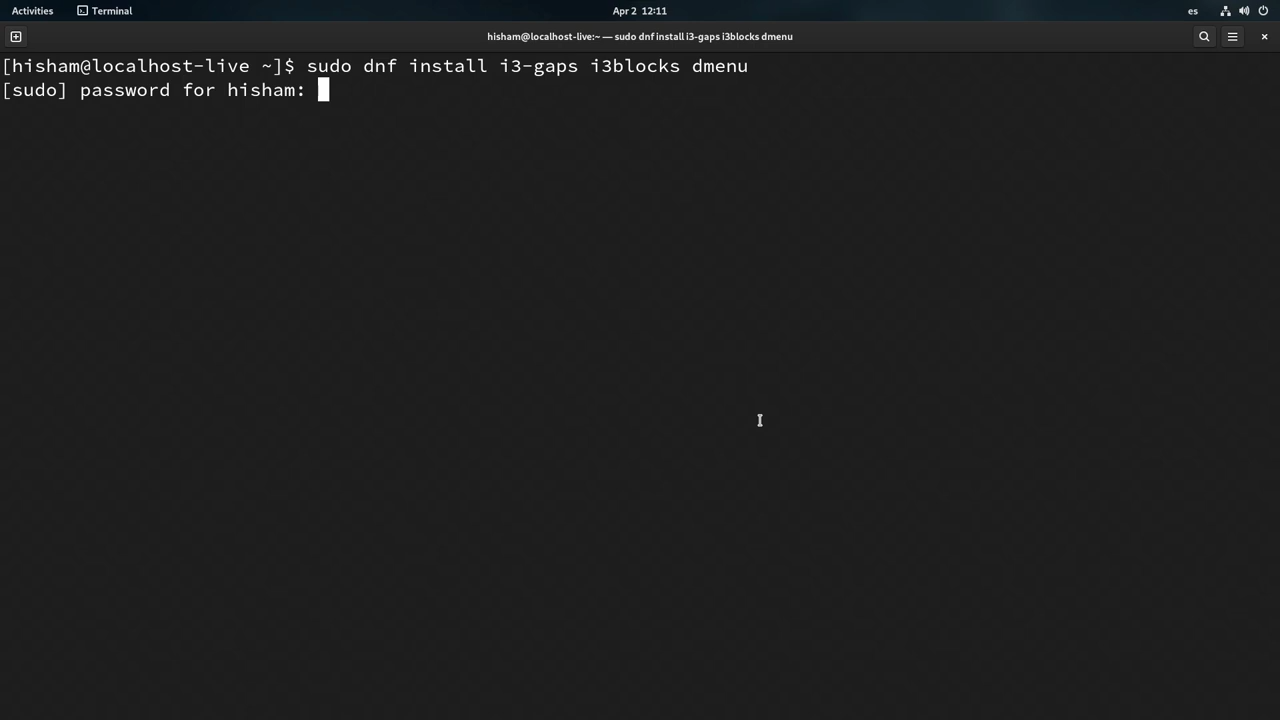 Activities Terminal Apr 2 12:11 es
hisham@localhost-live:~ — sudo dnf install i3-gaps i3blocks dmenu
[hisham@localhost-live ~]$ sudo dnf install i3-gaps i3blocks dmenu
[sudo] password for hisham: